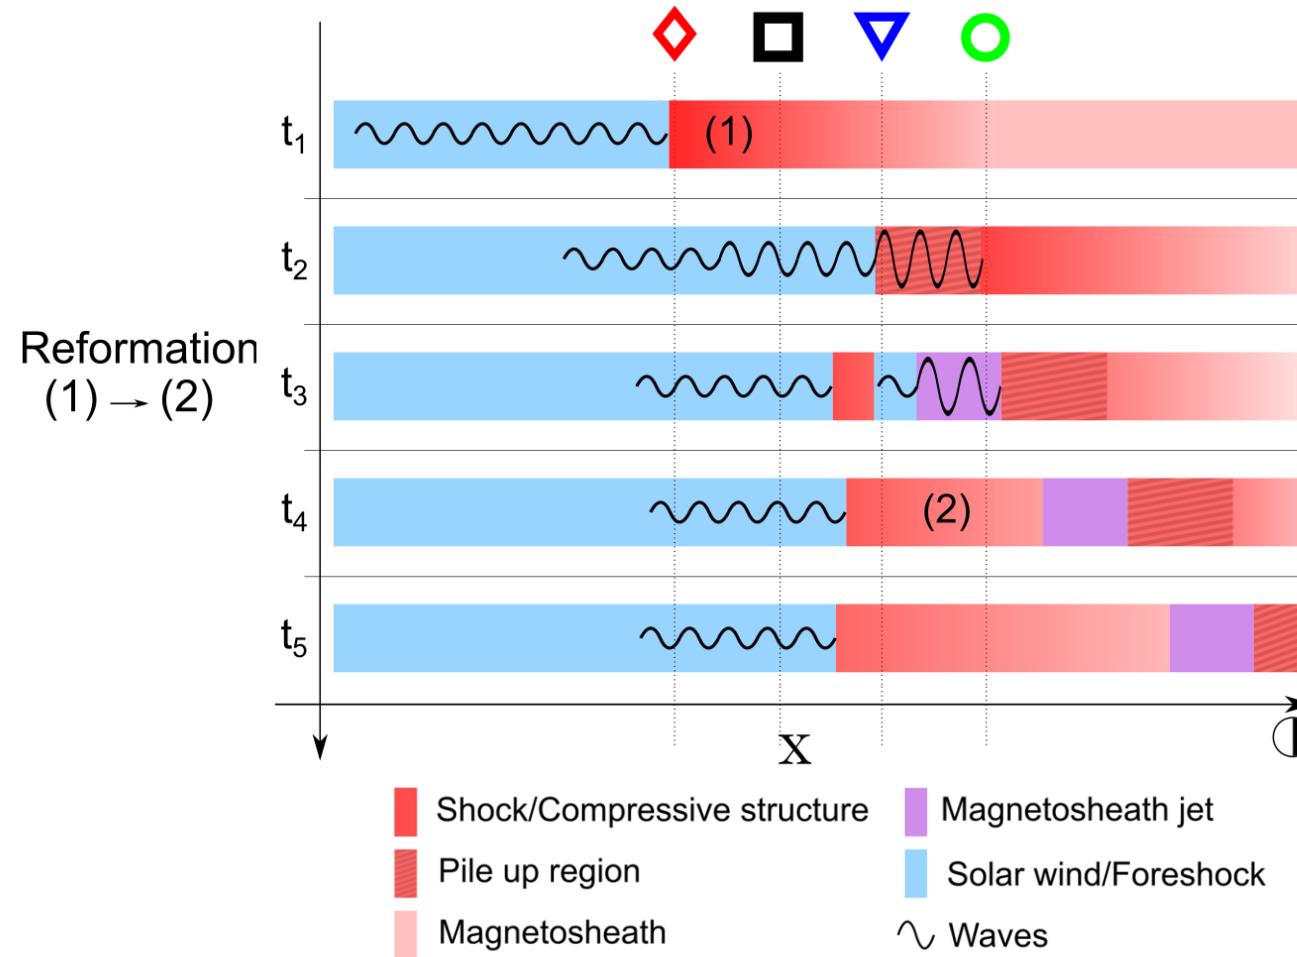 t1
(1)
t2
Reformation
(1) → (2)
t3
t4
(2)
t5
X
Shock/Compressive structure
Magnetosheath jet
Pile up region
Solar wind/Foreshock
Magnetosheath
Waves